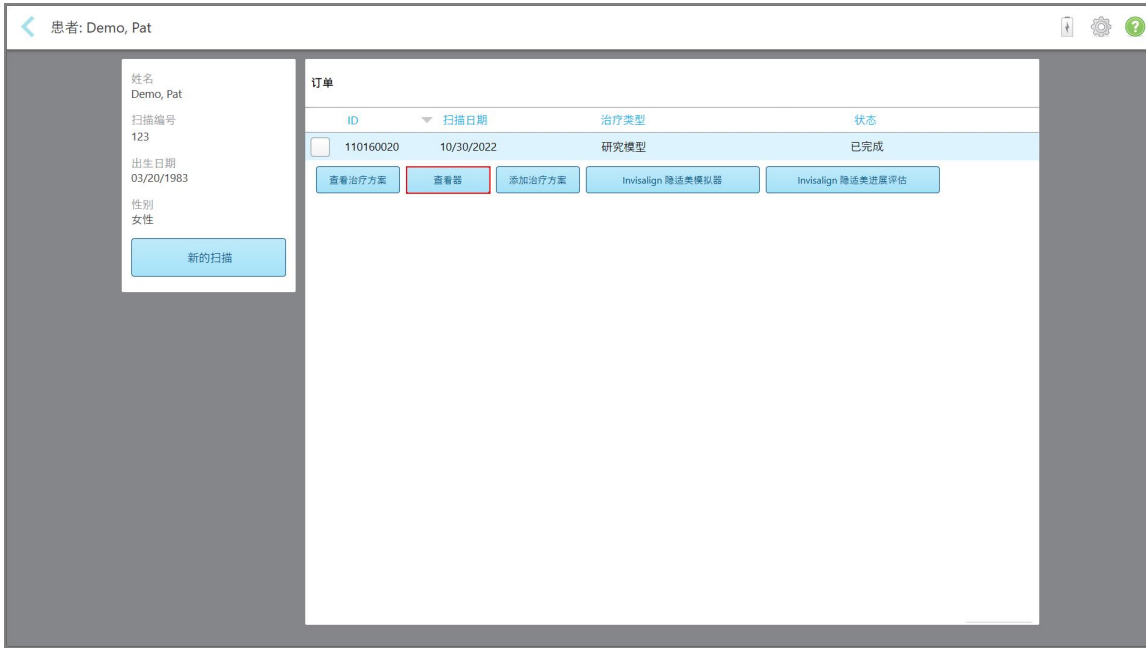 患者: Demo, Pat
姓名
Demo, Pat
扫描编号
123
出生日期
03/20/1983
性别
女性
新的扫描
订单
ID 扫描日期 治疗类型 状态
110160020 10/30/2022 研究模型 已完成
查看治疗方案 查看器 添加治疗方案 Invisalign 隐适美模拟器 Invisalign 隐适美进展评估